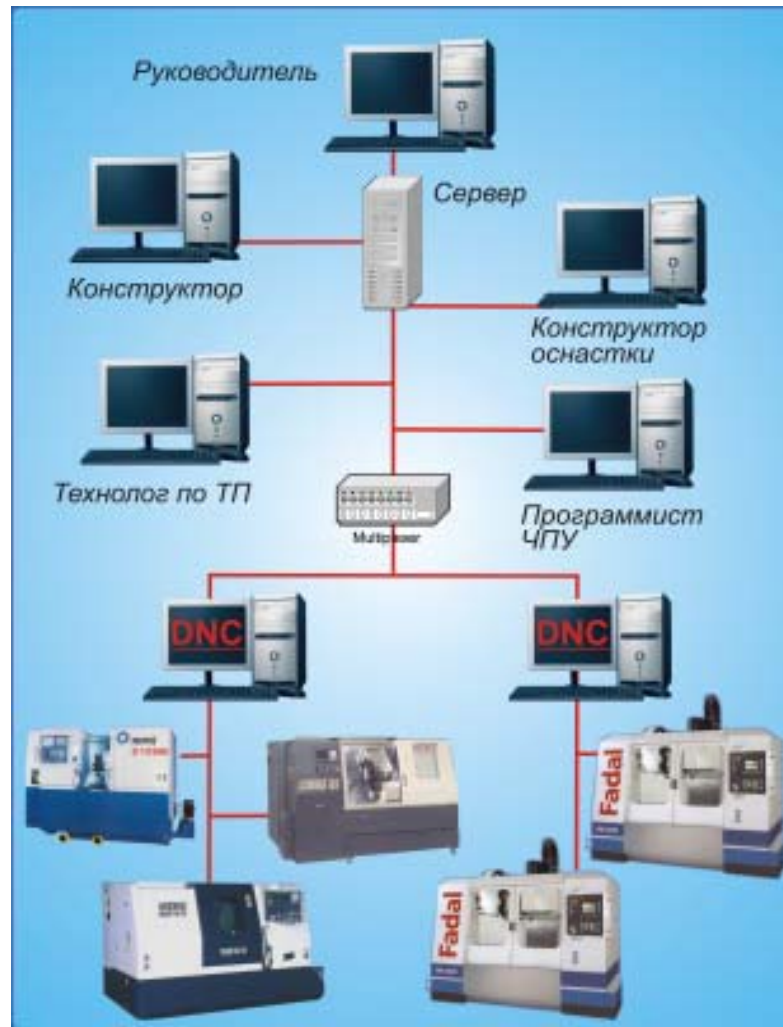 Руководитель
Сервер
Конструктор
Конструктор
оснастки
Технолог по ТП
Программист
ЧПУ
Multiplexer
DNC
DNC
Fadal
Fadal